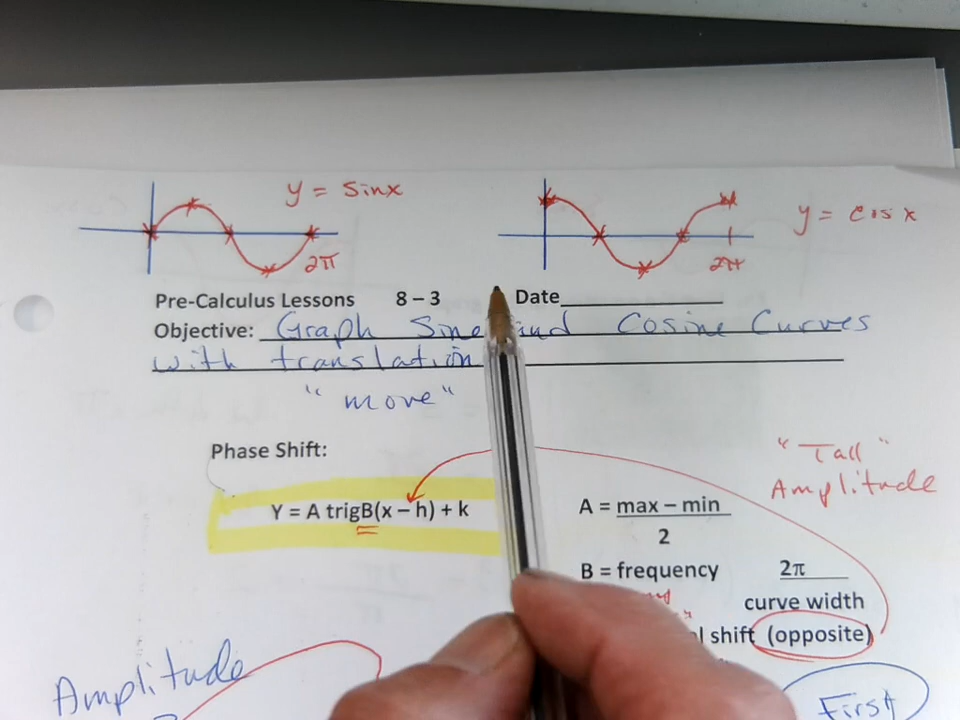 y = sinx
y = cosx
2π
2π
Pre-Calculus Lessons 8 – 3 Date
Objective: Graph Sine and Cosine Curves
with translation
"move"
Phase Shift:
"Tall"
Amplitude
Y = A trigB(x – h) + k
A = max – min
2
B = frequency 2π
curve width
shift (opposite)
Amplitude
First